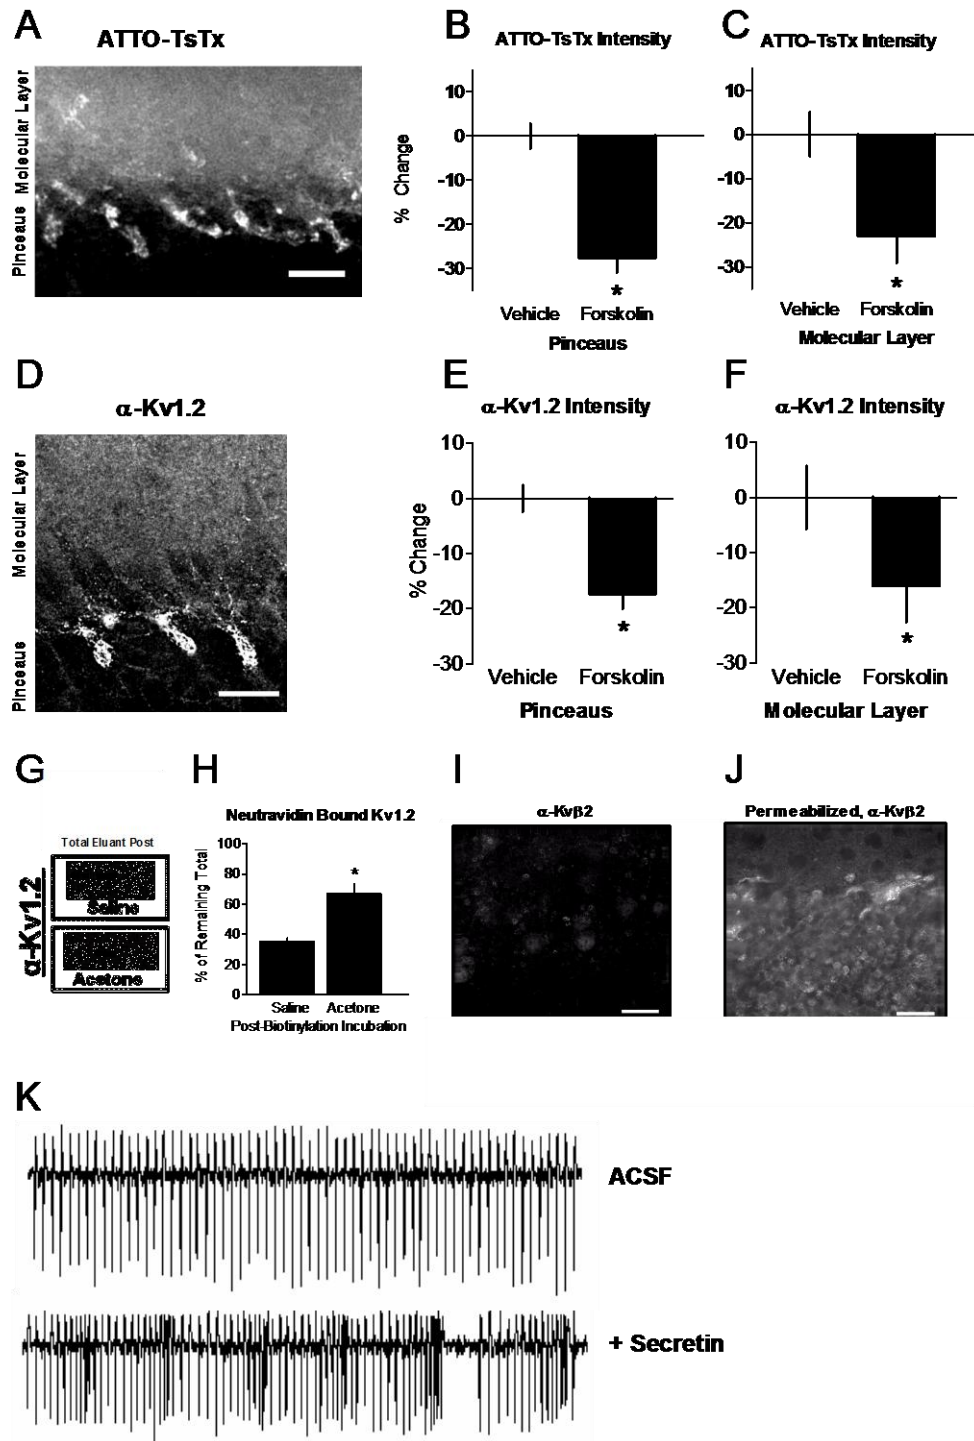 A
ATTO-TsTx
Molecular Layer
Pinceaus
B
ATTO-TsTx Intensity
% Change
10
0
-10
-20
-30
*
Vehicle Forskolin
Pinceaus
C
ATTO-TsTx Intensity
10
0
-10
-20
-30
*
Vehicle Forskolin
Molecular Layer
D
α-Kv1.2
Molecular Layer
Pinceaus
E
α-Kv1.2 Intensity
% Change
10
0
-10
-20
-30
*
Vehicle Forskolin
Pinceaus
F
α-Kv1.2 Intensity
10
0
-10
-20
-30
*
Vehicle Forskolin
Molecular Layer
G
α-Kv1.2
Total Eluant Post
Saline
Acetone
H
Neutravidin Bound Kv1.2
% of Remaining Total
100
80
60
40
20
0
*
Saline Acetone
Post-Biotinylation Incubation
I
α-Kvβ2
J
Permeabilized, α-Kvβ2
K
ACSF
+ Secretin